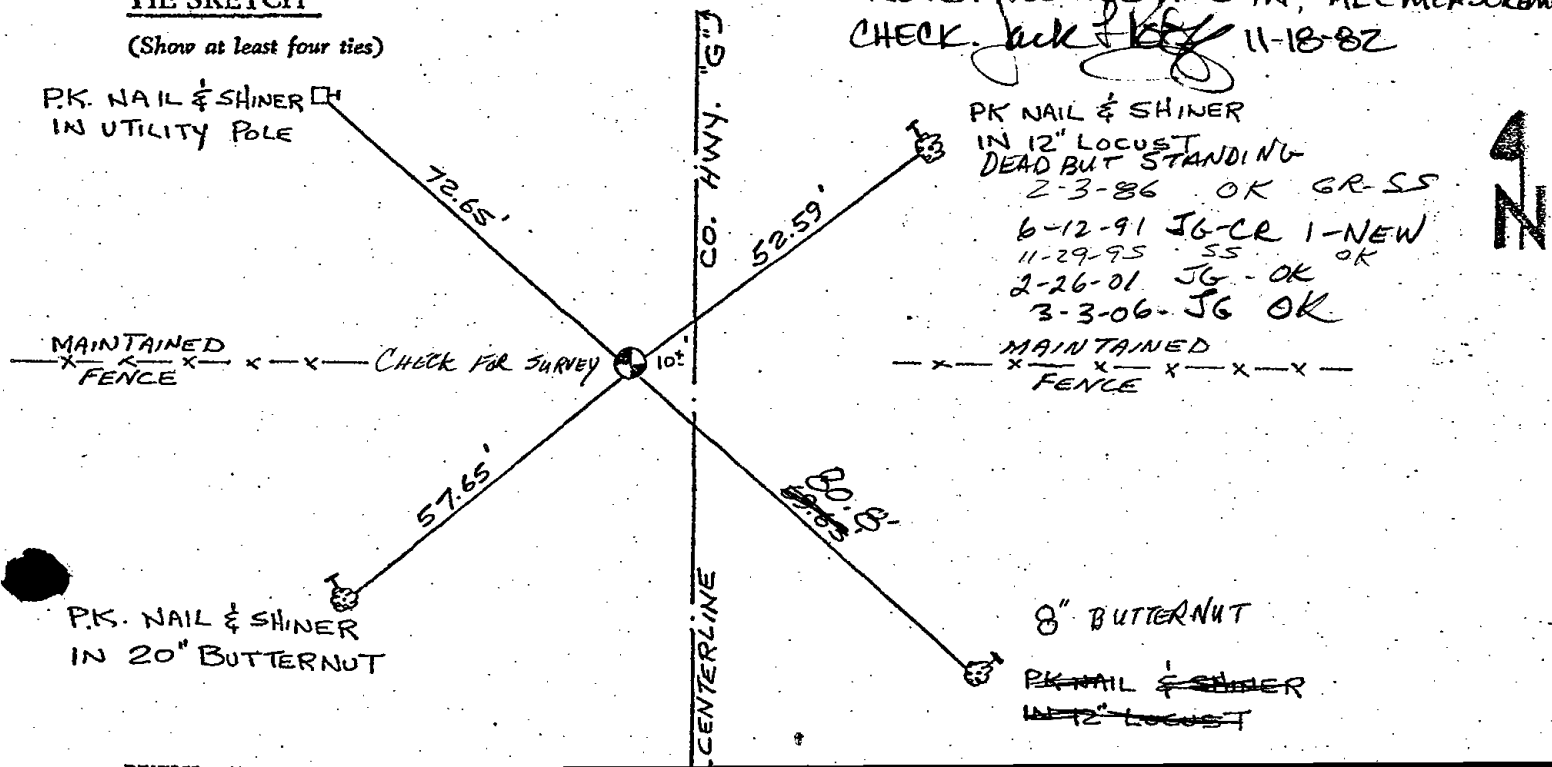 TIE SKETCH
(Show at least four ties)
CHECK. 11-18-82
P.K. NAIL & SHINER
IN UTILITY POLE
72.65'
CO. HWY. "G"
52.59'
PK NAIL & SHINER
IN 12" LOCUST
DEAD BUT STANDING
2-3-86 OK GR-SS
6-12-91 JG-CR 1-NEW
11-29-95 SS OK
2-26-01 JG-OK
3-3-06-JG OK
N
MAINTAINED
FENCE
CHECK FOR SURVEY
10±'
MAINTAINED
FENCE
57.65'
80.8'
P.K. NAIL & SHINER
IN 20" BUTTERNUT
CENTERLINE
8" BUTTERNUT
PK NAIL & SHINER
IN 12" LOCUST